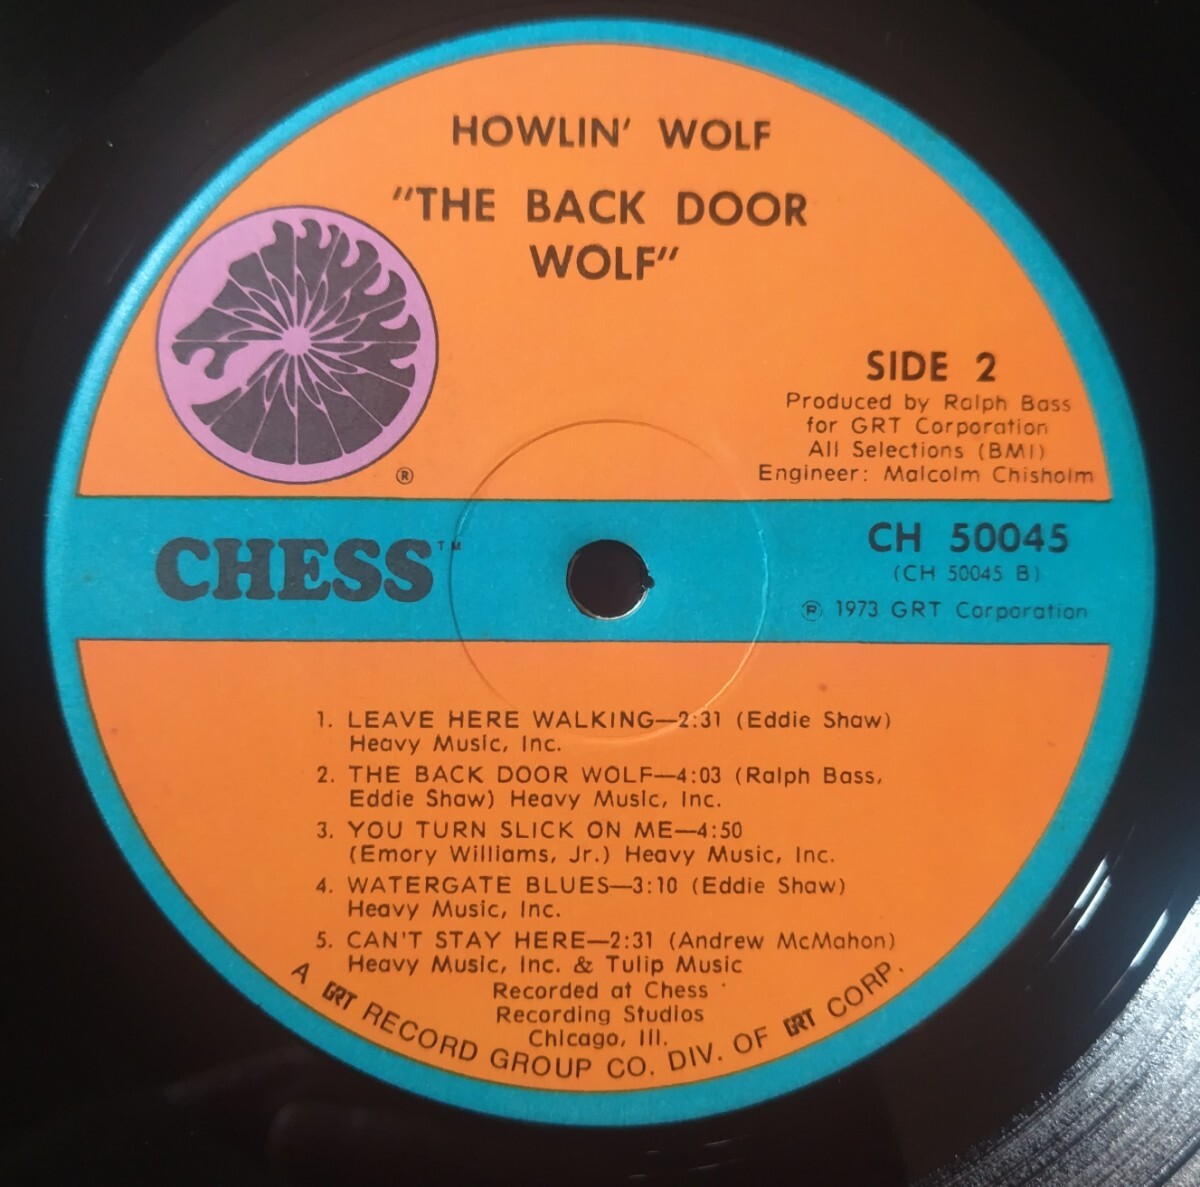 HOWLIN' WOLF
"THE BACK DOOR
WOLF"
SIDE 2
Produced by Ralph Bass
for GRT Corporation
All Selections (BMI)
Engineer: Malcolm Chisholm
®
CHESS™
CH 50045
(CH 50045 B)
℗ 1973 GRT Corporation
1. LEAVE HERE WALKING—2:31 (Eddie Shaw)
Heavy Music, Inc.
2. THE BACK DOOR WOLF—4:03 (Ralph Bass,
Eddie Shaw) Heavy Music, Inc.
3. YOU TURN SLICK ON ME—4:50
(Emory Williams, Jr.) Heavy Music, Inc.
4. WATERGATE BLUES—3:10 (Eddie Shaw)
Heavy Music, Inc.
5. CAN'T STAY HERE—2:31 (Andrew McMahon)
Heavy Music, Inc. & Tulip Music
Recorded at Chess
Recording Studios
Chicago, Ill.
A GRT RECORD GROUP CO. DIV. OF GRT CORP.